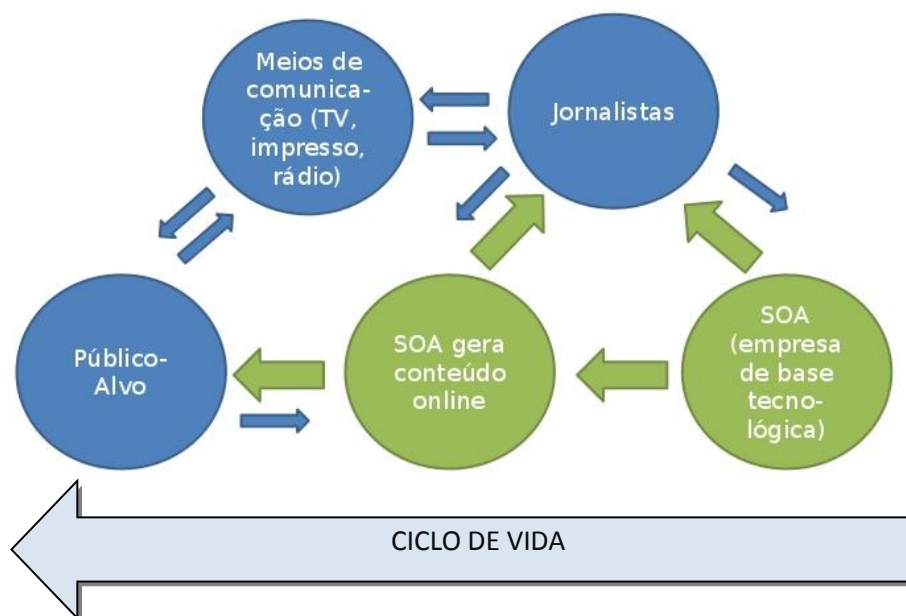 Meios de
comunica-
ção (TV,
impresso,
rádio)
Jornalistas
Público-
Alvo
SOA gera
conteúdo
online
SOA
(empresa
de base
tecno-
lógica)
CICLO DE VIDA